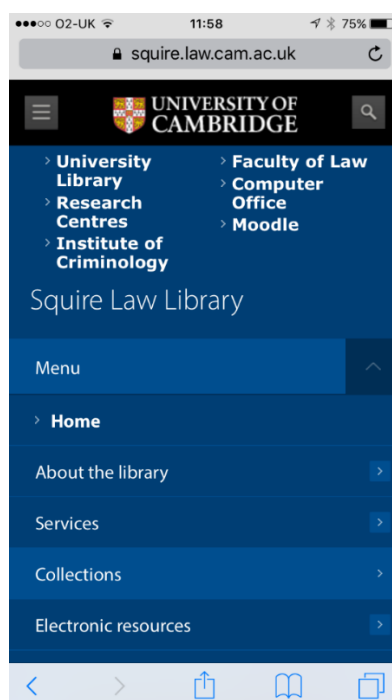 O2-UK 11:58 75%
squire.law.cam.ac.uk
UNIVERSITY OF
CAMBRIDGE
University
Library
Research
Centres
Institute of
Criminology
Faculty of Law
Computer
Office
Moodle
Squire Law Library
Menu
Home
About the library
Services
Collections
Electronic resources